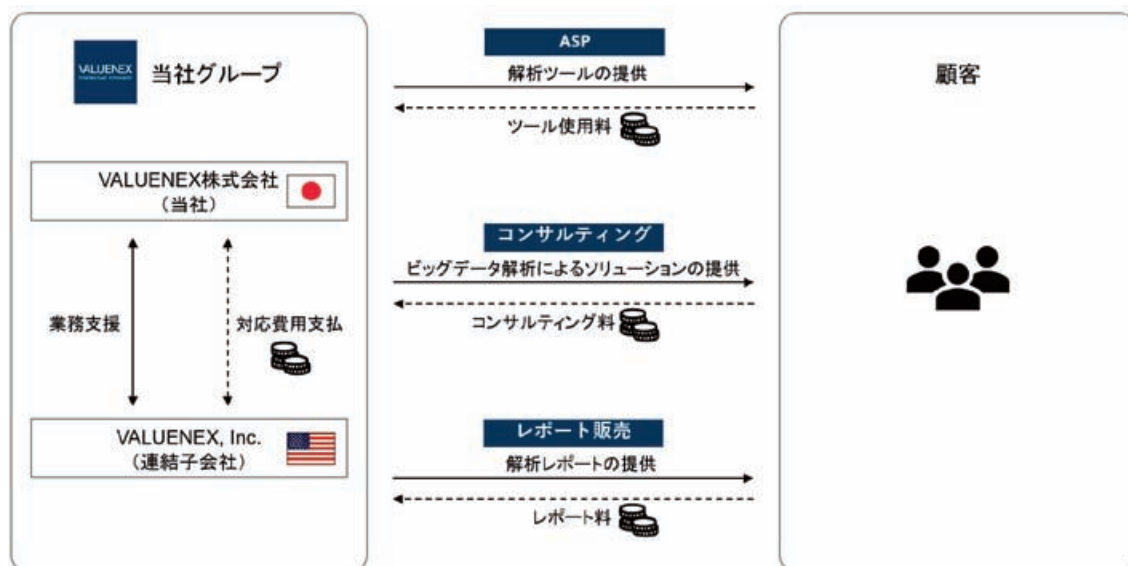 VALUENEX
当社グループ
VALUENEX株式会社
（当社）
業務支援
対応費用支払
VALUENEX, Inc.
（連結子会社）
ASP
解析ツールの提供
ツール使用料
コンサルティング
ビッグデータ解析によるソリューションの提供
コンサルティング料
レポート販売
解析レポートの提供
レポート料
顧客